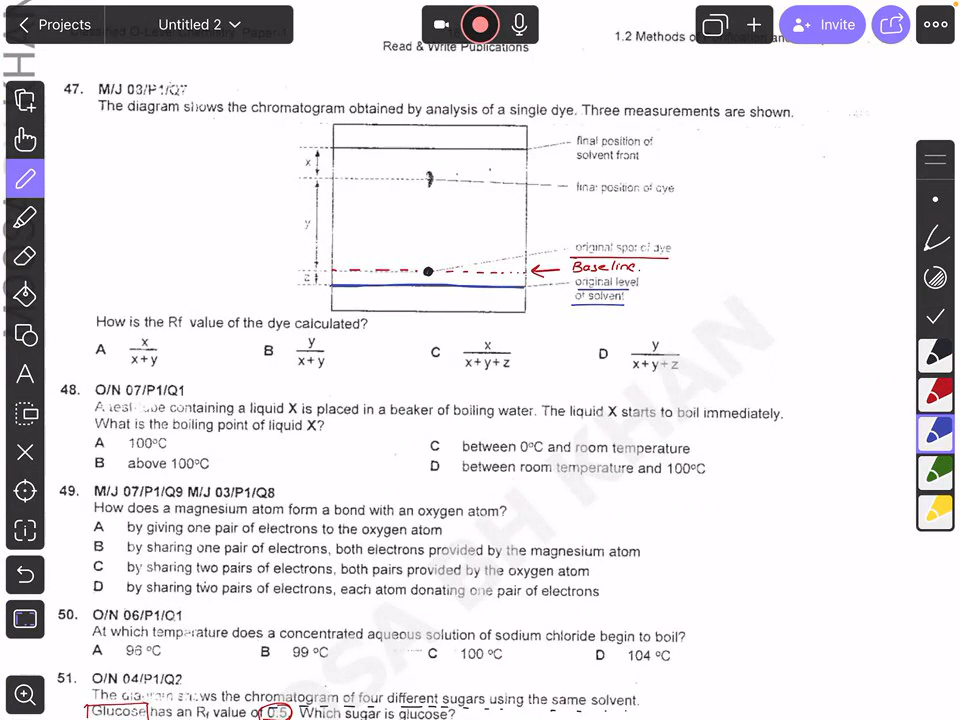 Projects
Untitled 2
Invite
Read & Write Publications
1.2 Methods of
47. M/J 03/P1/Q7
The diagram shows the chromatogram obtained by analysis of a single dye. Three measurements are shown.
final position of
solvent front
x
final position of dye
y
original spot of dye
Baseline.
z
original level
of solvent
How is the Rf value of the dye calculated?
A x/x+y B y/x+y C x/x+y+z D y/x+y+z
48. O/N 07/P1/Q1
A test-tube containing a liquid X is placed in a beaker of boiling water. The liquid X starts to boil immediately.
What is the boiling point of liquid X?
A 100°C C between 0°C and room temperature
B above 100°C D between room temperature and 100°C
49. M/J 07/P1/Q9 M/J 03/P1/Q8
How does a magnesium atom form a bond with an oxygen atom?
A by giving one pair of electrons to the oxygen atom
B by sharing one pair of electrons, both electrons provided by the magnesium atom
C by sharing two pairs of electrons, both pairs provided by the oxygen atom
D by sharing two pairs of electrons, each atom donating one pair of electrons
50. O/N 06/P1/Q1
At which temperature does a concentrated aqueous solution of sodium chloride begin to boil?
A 96 °C B 99 °C C 100 °C D 104 °C
51. O/N 04/P1/Q2
The diagram shows the chromatogram of four different sugars using the same solvent.
Glucose has an Rf value of 0.5. Which sugar is glucose?